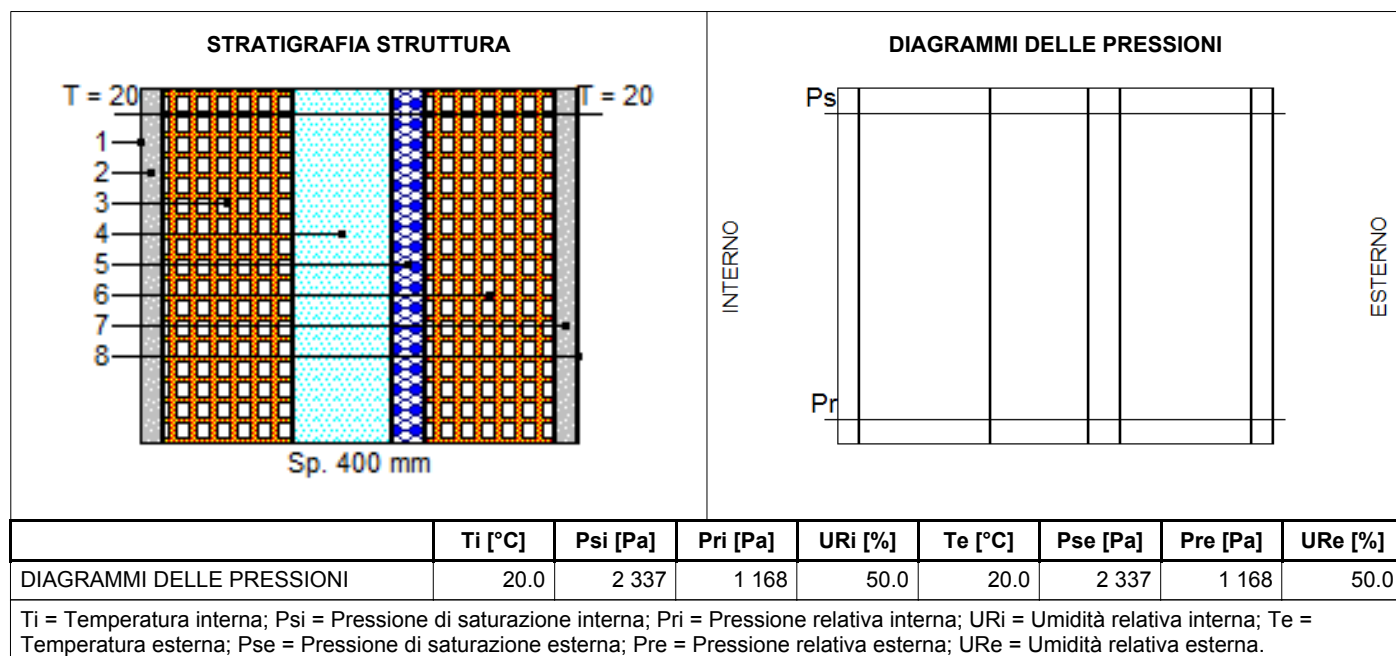 STRATIGRAFIA STRUTTURA
T = 20
T = 20
1
2
3
4
5
6
7
8
Sp. 400 mm
DIAGRAMMI DELLE PRESSIONI
Ps
Pr
INTERNO
ESTERNO
Ti [°C] Psi [Pa] Pri [Pa] URi [%] Te [°C] Pse [Pa] Pre [Pa] URe [%]
DIAGRAMMI DELLE PRESSIONI 20.0 2 337 1 168 50.0 20.0 2 337 1 168 50.0
Ti = Temperatura interna; Psi = Pressione di saturazione interna; Pri = Pressione relativa interna; URi = Umidità relativa interna; Te =
Temperatura esterna; Pse = Pressione di saturazione esterna; Pre = Pressione relativa esterna; URe = Umidità relativa esterna.